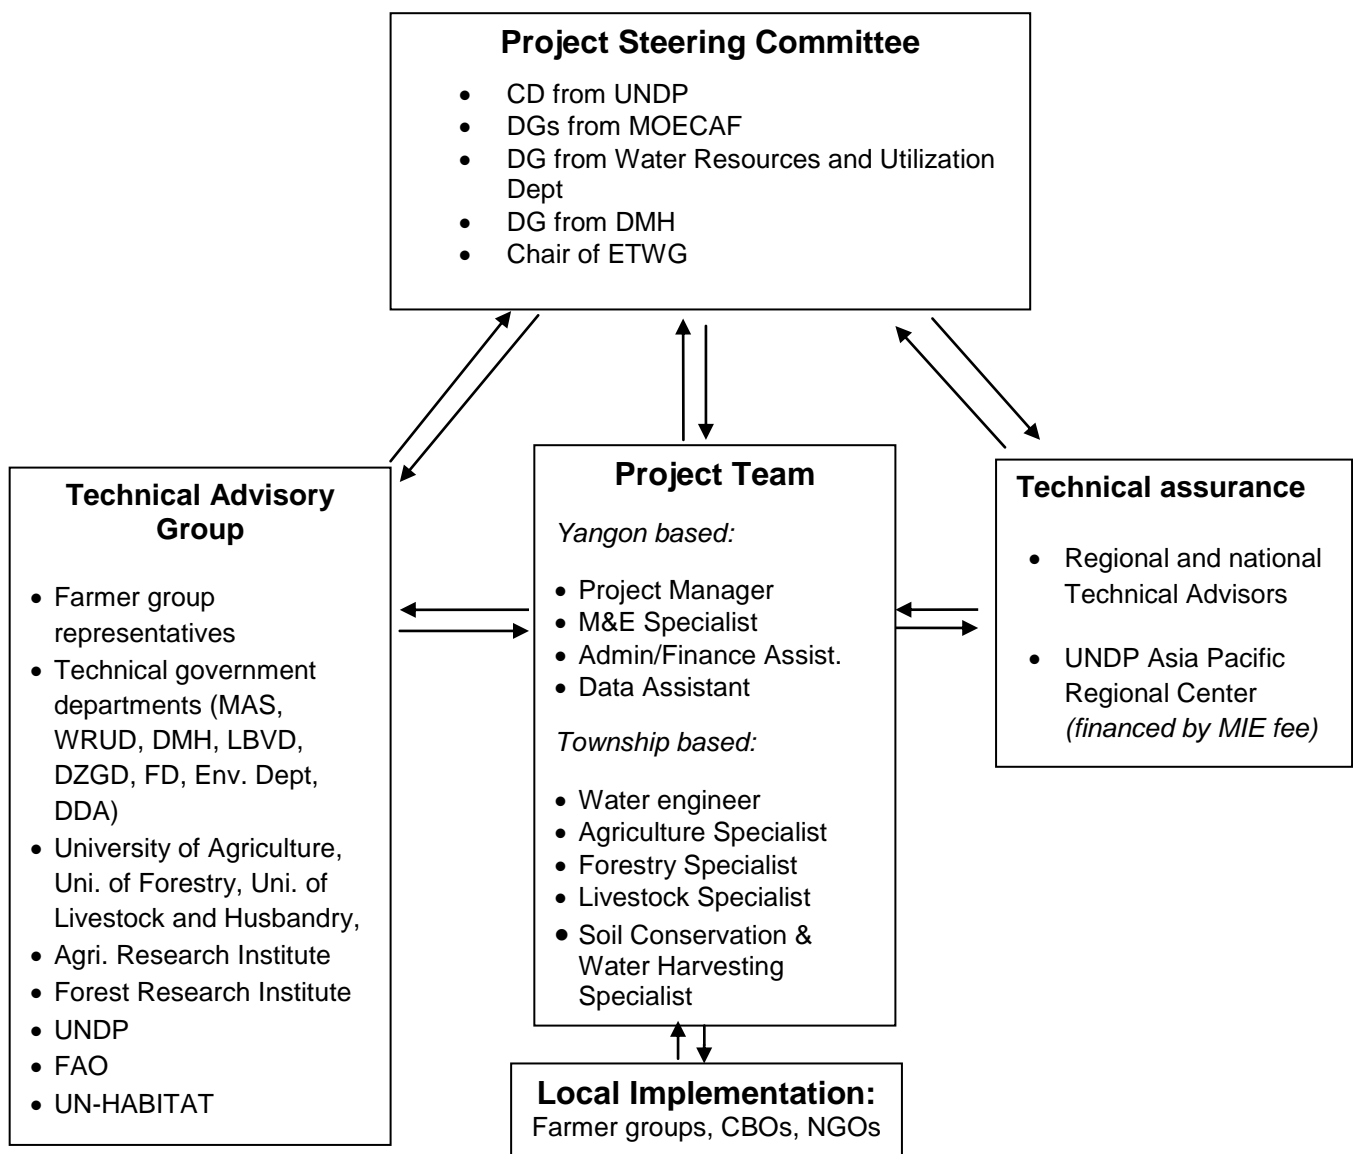 Project Steering Committee
• CD from UNDP
• DGs from MOECAF
• DG from Water Resources and Utilization
Dept
• DG from DMH
• Chair of ETWG
Technical Advisory
Group
• Farmer group
representatives
• Technical government
departments (MAS,
WRUD, DMH, LBVD,
DZGD, FD, Env. Dept,
DDA)
• University of Agriculture,
Uni. of Forestry, Uni. of
Livestock and Husbandry,
• Agri. Research Institute
• Forest Research Institute
• UNDP
• FAO
• UN-HABITAT
Project Team
Yangon based:
• Project Manager
• M&E Specialist
• Admin/Finance Assist.
• Data Assistant
Township based:
• Water engineer
• Agriculture Specialist
• Forestry Specialist
• Livestock Specialist
• Soil Conservation &
Water Harvesting
Specialist
Technical assurance
• Regional and national
Technical Advisors
• UNDP Asia Pacific
Regional Center
(financed by MIE fee)
Local Implementation:
Farmer groups, CBOs, NGOs